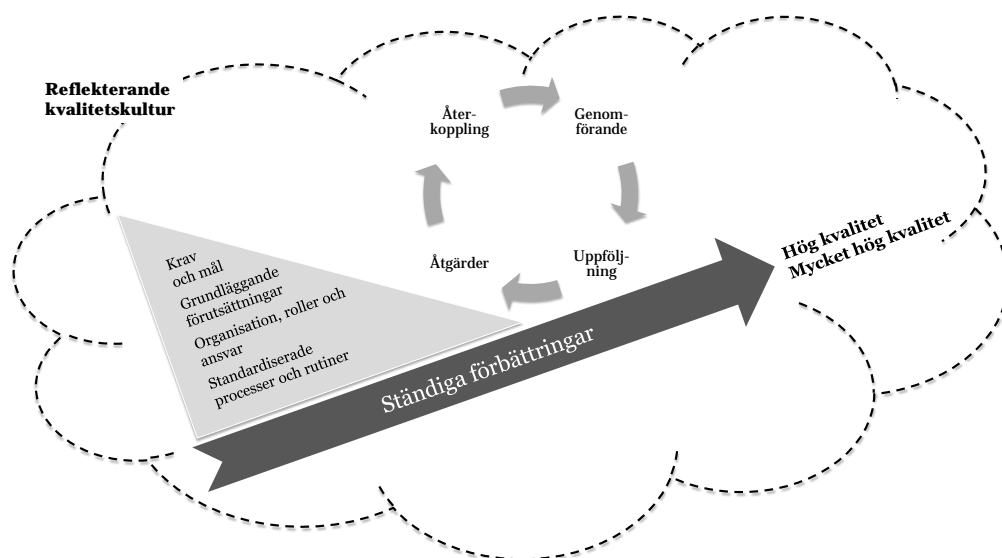 Reflekterande
kvalitetskultur
Åter-
koppling
Genom-
förande
Åtgärder
Uppfölj-
ning
Krav
och mål
Grundläggande
förutsättningar
Organisation, roller och
ansvar
Standardiserade
processer och rutiner
Ständiga förbättringar
Hög kvalitet
Mycket hög kvalitet